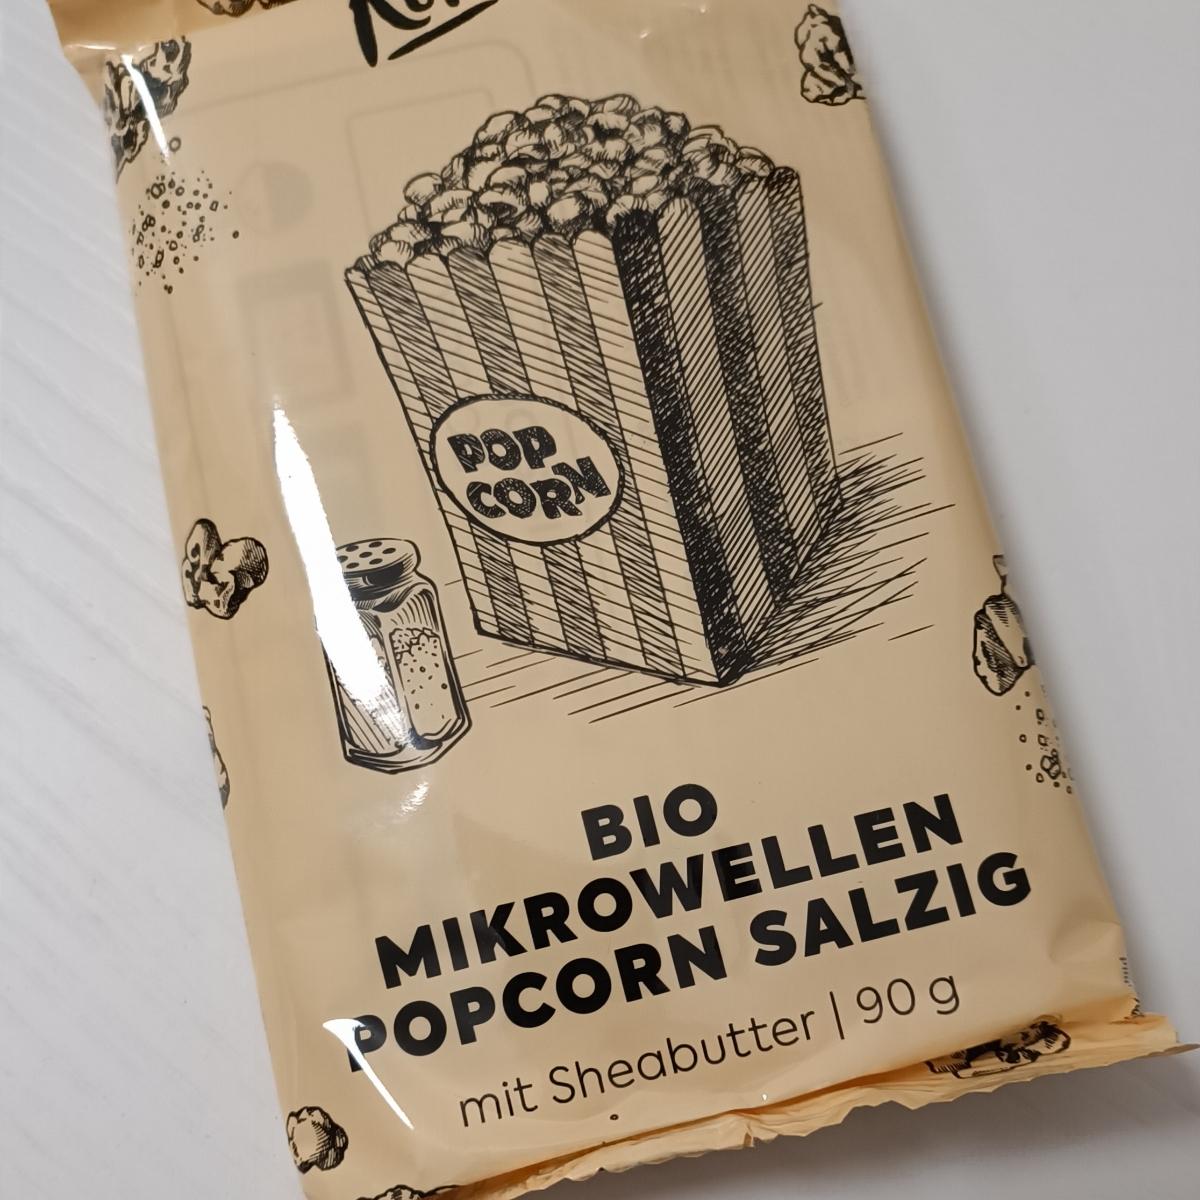 POP
CORN
BIO
MIKROWELLEN
POPCORN SALZIG
mit Sheabutter | 90 g